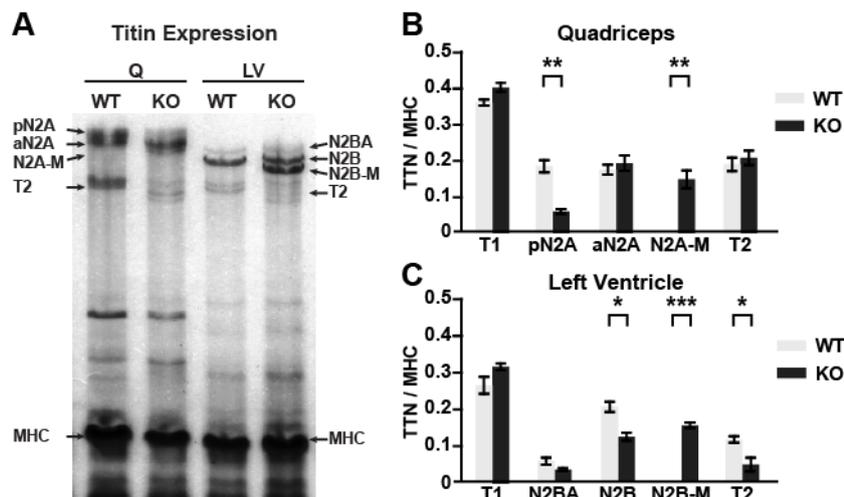 A
Titin Expression
Q LV
WT KO WT KO
pN2A
aN2A
N2A-M
T2
MHC
N2BA
N2B
N2B-M
T2
MHC
B
Quadriceps
0.5
0.4
0.3
0.2
0.1
0
TTN / MHC
** **
WT
KO
T1 pN2A aN2A N2A-M T2
C
Left Ventricle
0.5
0.4
0.3
0.2
0.1
0
TTN / MHC
* *** *
WT
KO
T1 N2BA N2B N2B-M T2